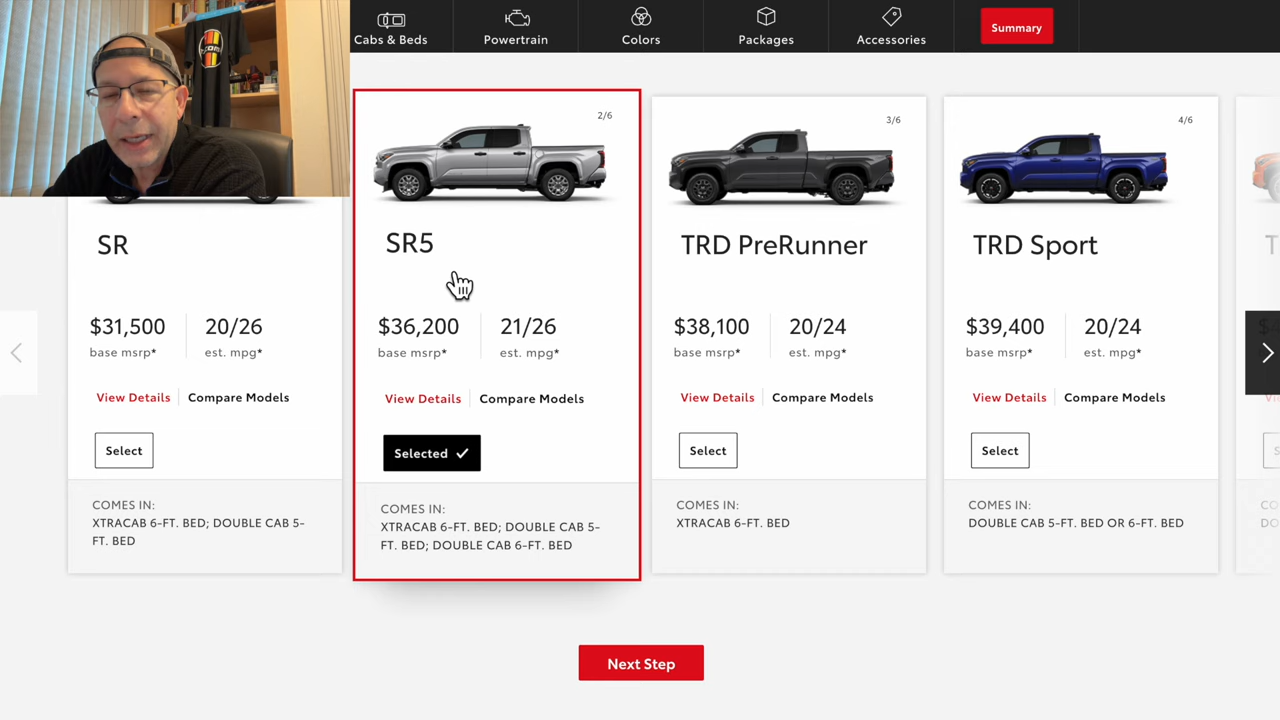 Cabs & Beds
Powertrain
Colors
Packages
Accessories
Summary
SR
$31,500
base msrp*
20/26
est. mpg*
View Details
Compare Models
Select
COMES IN:
XTRACAB 6-FT. BED; DOUBLE CAB 5-
FT. BED
2/6
SR5
$36,200
base msrp*
21/26
est. mpg*
View Details
Compare Models
Selected
COMES IN:
XTRACAB 6-FT. BED; DOUBLE CAB 5-
FT. BED; DOUBLE CAB 6-FT. BED
3/6
TRD PreRunner
$38,100
base msrp*
20/24
est. mpg*
View Details
Compare Models
Select
COMES IN:
XTRACAB 6-FT. BED
4/6
TRD Sport
$39,400
base msrp*
20/24
est. mpg*
View Details
Compare Models
Select
COMES IN:
DOUBLE CAB 5-FT. BED OR 6-FT. BED
Next Step